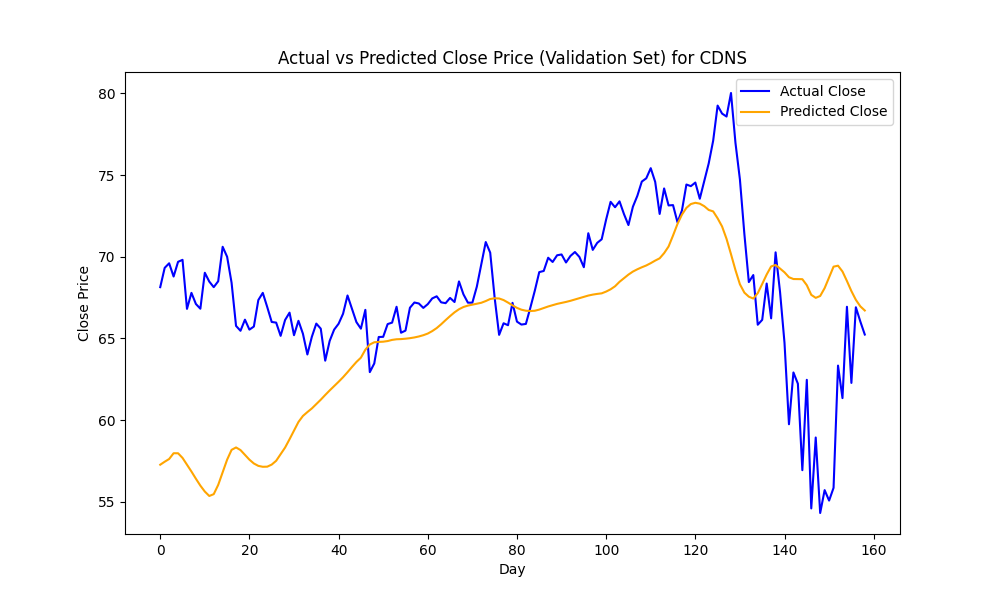 Actual vs Predicted Close Price (Validation Set) for CDNS
Actual Close
Predicted Close
Close Price
80
75
70
65
60
55
0 20 40 60 80 100 120 140 160
Day